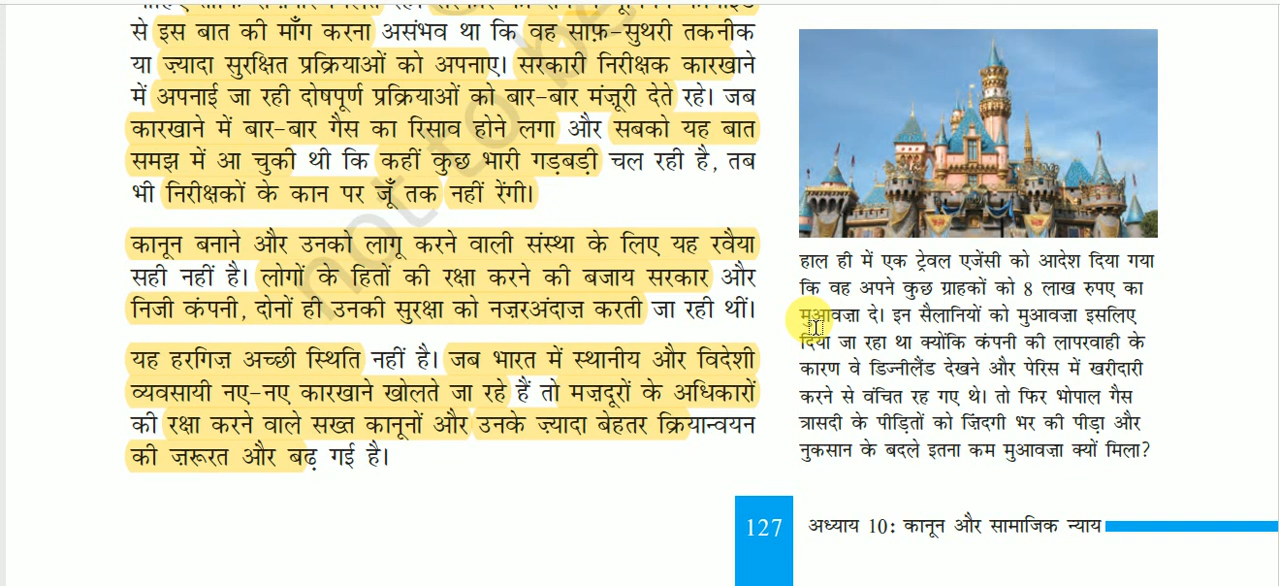 से इस बात की माँग करना असंभव था कि वह साफ़-सुथरी तकनीक
या ज़्यादा सुरक्षित प्रक्रियाओं को अपनाए। सरकारी निरीक्षक कारखाने
में अपनाई जा रही दोषपूर्ण प्रक्रियाओं को बार-बार मंज़ूरी देते रहे। जब
कारखाने में बार-बार गैस का रिसाव होने लगा और सबको यह बात
समझ में आ चुकी थी कि कहीं कुछ भारी गड़बड़ी चल रही है, तब
भी निरीक्षकों के कान पर जूँ तक नहीं रेंगी।
कानून बनाने और उनको लागू करने वाली संस्था के लिए यह रवैया
सही नहीं है। लोगों के हितों की रक्षा करने की बजाय सरकार और
निजी कंपनी, दोनों ही उनकी सुरक्षा को नज़रअंदाज़ करती जा रही थीं।
यह हरगिज़ अच्छी स्थिति नहीं है। जब भारत में स्थानीय और विदेशी
व्यवसायी नए-नए कारखाने खोलते जा रहे हैं तो मज़दूरों के अधिकारों
की रक्षा करने वाले सख्त कानूनों और उनके ज़्यादा बेहतर क्रियान्वयन
की ज़रूरत और बढ़ गई है।
हाल ही में एक ट्रेवल एजेंसी को आदेश दिया गया
कि वह अपने कुछ ग्राहकों को 8 लाख रुपए का
मुआवज़ा दे। इन सैलानियों को मुआवज़ा इसलिए
दिया जा रहा था क्योंकि कंपनी की लापरवाही के
कारण वे डिज्नीलैंड देखने और पेरिस में खरीदारी
करने से वंचित रह गए थे। तो फिर भोपाल गैस
त्रासदी के पीड़ितों को ज़िंदगी भर की पीड़ा और
नुकसान के बदले इतना कम मुआवज़ा क्यों मिला?
127 अध्याय 10: कानून और सामाजिक न्याय
not to be